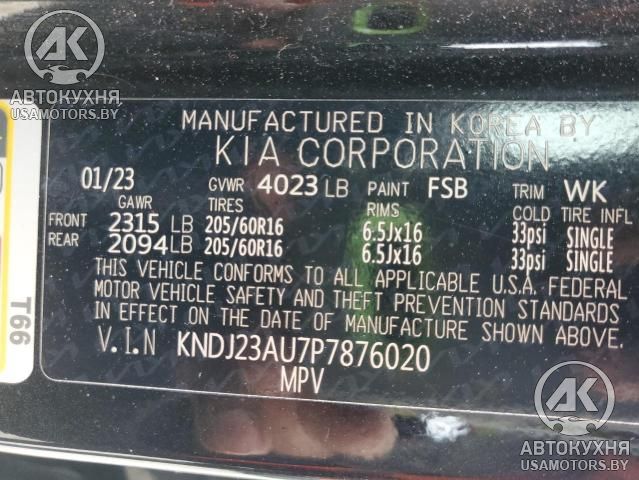 AK
АВТОКУХНЯ
USAMOTORS.BY
MANUFACTURED IN KOREA BY
KIA CORPORATION
01/23 GVWR 4023 LB PAINT FSB TRIM WK
GAWR TIRES RIMS COLD TIRE INFL
FRONT 2315 LB 205/60R16 6.5Jx16 33psi SINGLE
REAR 2094 LB 205/60R16 6.5Jx16 33psi SINGLE
THIS VEHICLE CONFORMS TO ALL APPLICABLE U.S.A. FEDERAL
MOTOR VEHICLE SAFETY AND THEFT PREVENTION STANDARDS
IN EFFECT ON THE DATE OF MANUFACTURE SHOWN ABOVE.
V.I.N KNDJ23AU7P7876020
MPV
T66
AK
АВТОКУХНЯ
USAMOTORS.BY